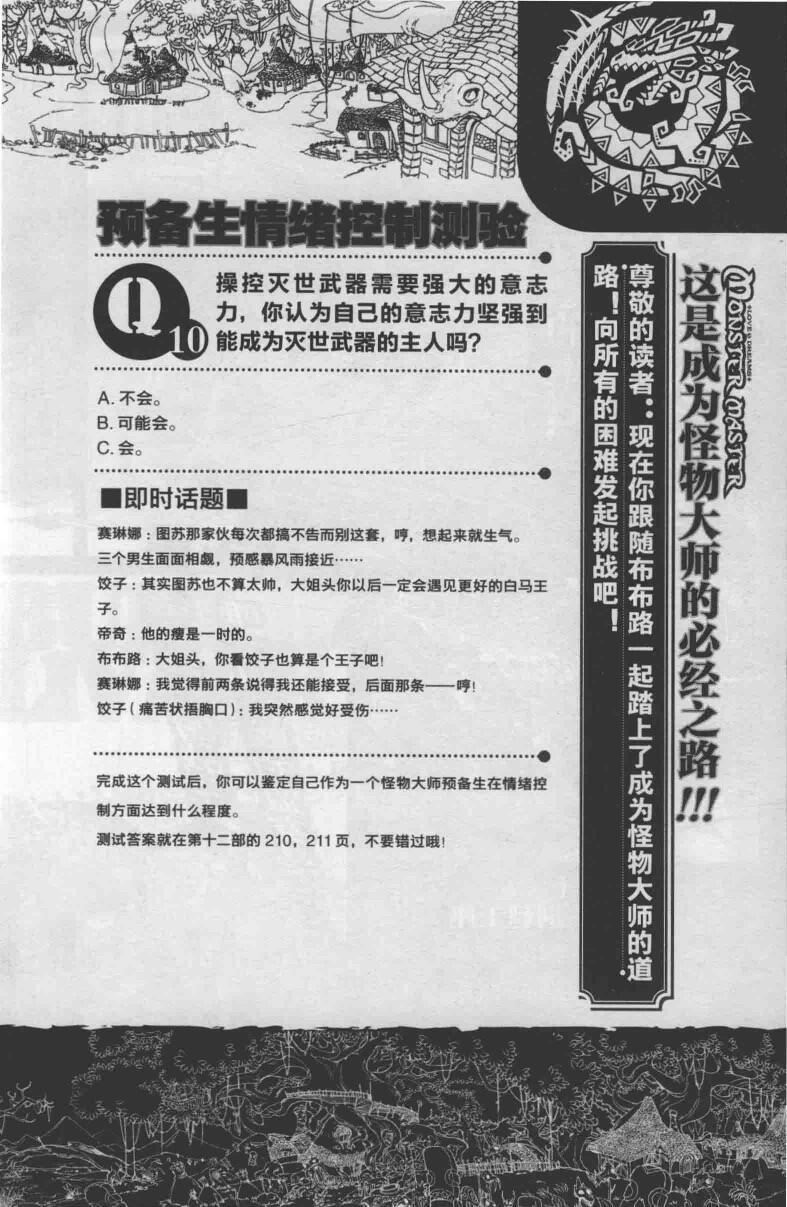 预备生情绪控制测验
Q10
操控灭世武器需要强大的意志
力，你认为自己的意志力坚强到
能成为灭世武器的主人吗？
A. 不会。
B. 可能会。
C. 会。
■即时话题■
赛琳娜：图苏那家伙每次都搞不告而别这套，哼，想起来就生气。
三个男生面面相觑，预感暴风雨接近……
饺子：其实图苏也不算太帅，大姐头你以后一定会遇见更好的白马王
子。
帝奇：他的瘦是一时的。
布布路：大姐头，你看饺子也算是个王子吧！
赛琳娜：我觉得前两条说得我还能接受，后面那条——哼！
饺子（痛苦状捂胸口）：我突然感觉好受伤……
完成这个测试后，你可以鉴定自己作为一个怪物大师预备生在情绪控
制方面达到什么程度。
测试答案就在第十二部的 210，211 页，不要错过哦！
MONSTER MASTER
+LOVE & DREAMS+
这是成为怪物大师的必经之路!!!
尊敬的读者：现在你跟随布布路一起踏上了成为怪物大师的道
路！向所有的困难发起挑战吧！